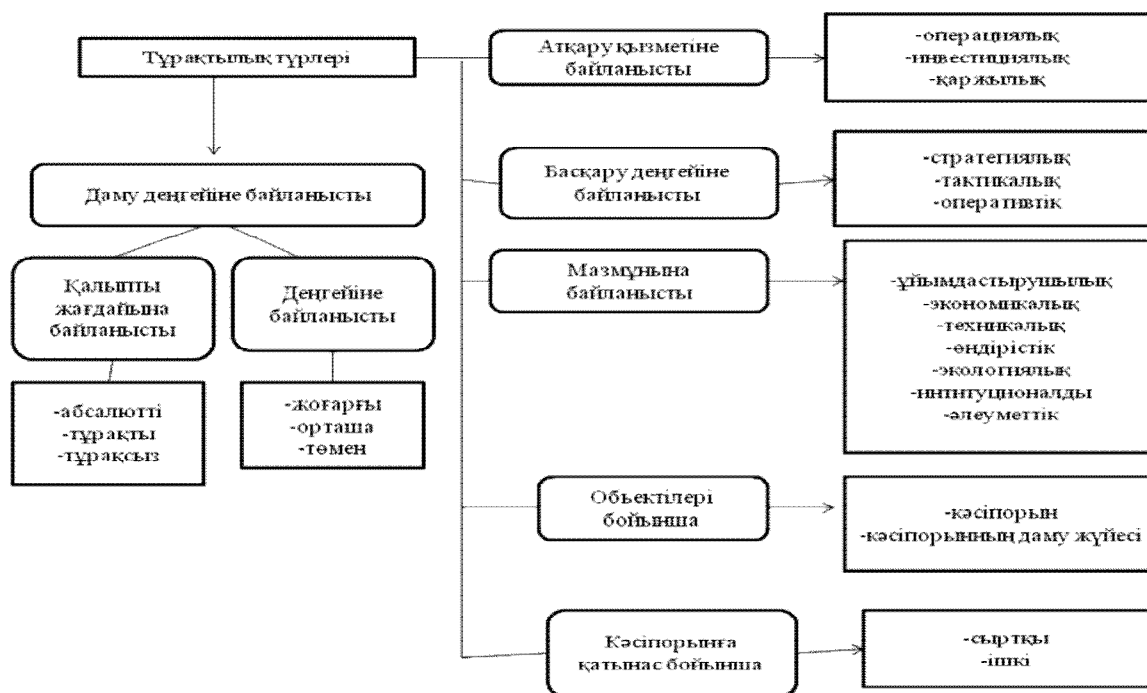 Тұрақтылық түрлері
Даму деңгейіне байланысты
Қалыпты
жағдайына
байланысты
-абсалютті
-тұрақты
-тұрақсыз
Деңгейіне
байланысты
-жоғарғы
-орташа
-төмен
Атқару қызметіне
байланысты
-операциялық
-инвестициялық
-қаржылық
Басқару деңгейіне
байланысты
-стратегиялық
-тактикалық
-оперативтік
Мазмұнына
байланысты
-ұйымдастырушылық
-экономикалық
-техникалық
-өндірістік
-экологиялық
-интитуционалды
-әлеуметтік
Обьектілері
бойынша
-кәсіпорын
-кәсіпорынның даму жүйесі
Кәсіпорынға
қатынас бойынша
-сыртқы
-ішкі